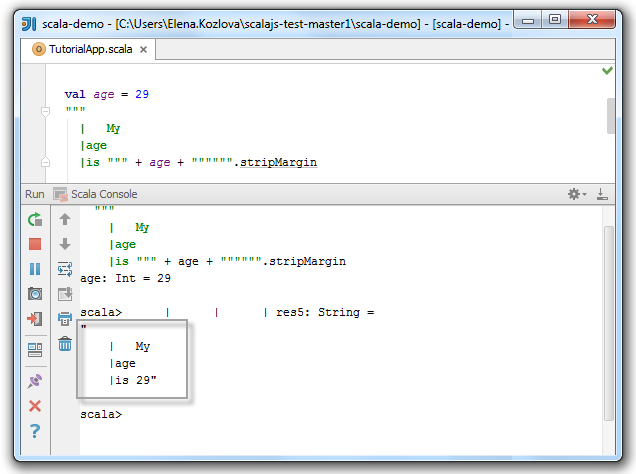 scala-demo - [C:\Users\Elena.Kozlova\scalajs-test-master1\scala-demo] - [scala-demo] -
TutorialApp.scala
val age = 29
"""
|   My
|age
|is """ + age + """""".stripMargin
Run Scala Console
"""
|   My
|age
|is """ + age + """""".stripMargin
age: Int = 29
scala>      |      |      | res5: String =
"
|   My
|age
|is 29"
scala>